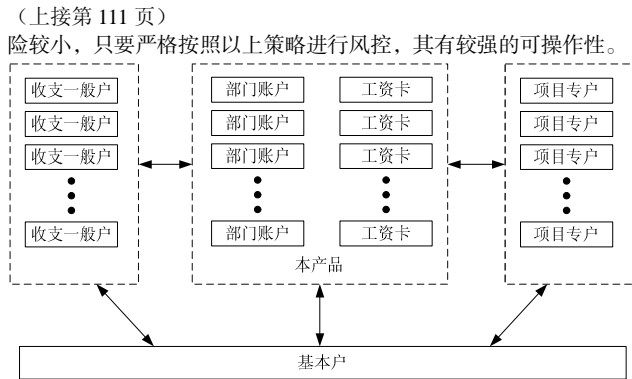 （上接第 111 页）
险较小，只要严格按照以上策略进行风控，其有较强的可操作性。
收支一般户 部门账户 工资卡 项目专户
收支一般户 部门账户 工资卡 项目专户
收支一般户 部门账户 工资卡 项目专户
收支一般户 部门账户 工资卡 项目专户
本产品
基本户